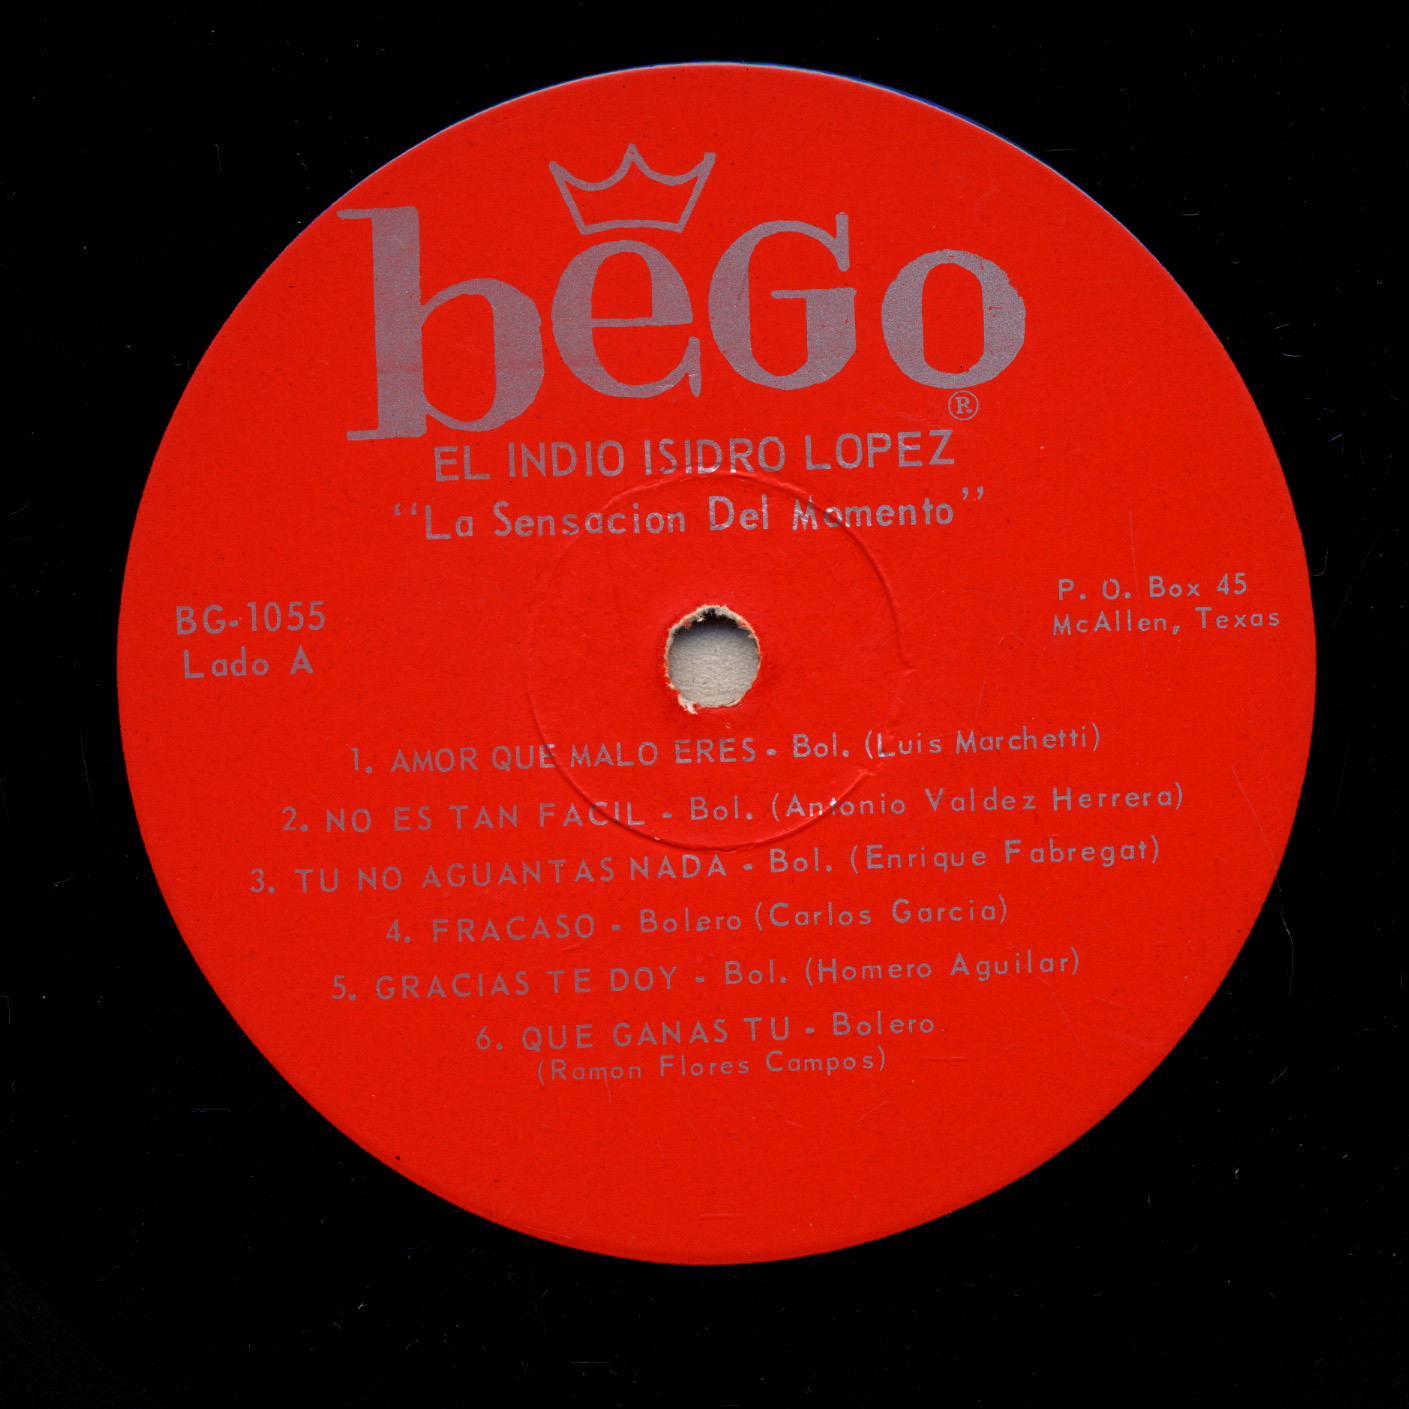 beGo
®
EL INDIO ISIDRO LOPEZ
"La Sensacion Del Momento"
BG-1055
Lado A
P. O. Box 45
McAllen, Texas
1. AMOR QUE MALO ERES - Bol. (Luis Marchetti)
2. NO ES TAN FACIL - Bol. (Antonio Valdez Herrera)
3. TU NO AGUANTAS NADA - Bol. (Enrique Fabregat)
4. FRACASO - Bolero (Carlos Garcia)
5. GRACIAS TE DOY - Bol. (Homero Aguilar)
6. QUE GANAS TU - Bolero
(Ramon Flores Campos)